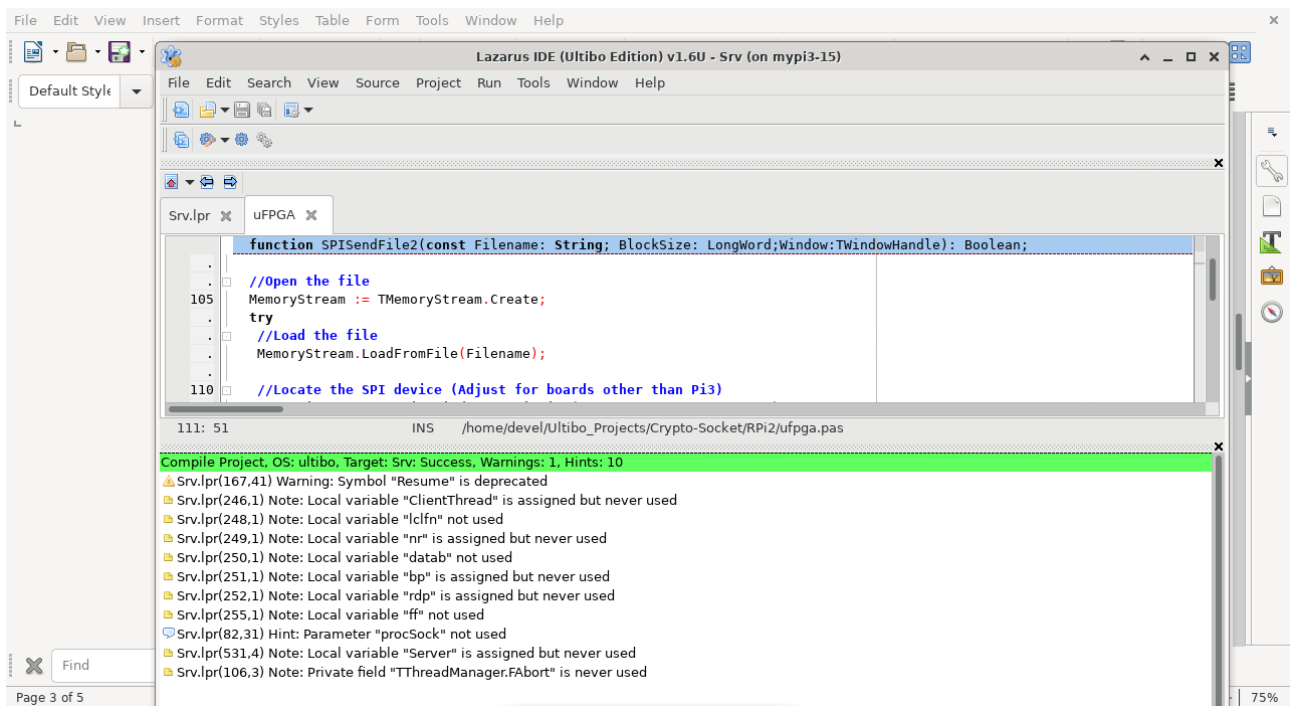 File Edit View Insert Format Styles Table Form Tools Window Help
Default Style
Lazarus IDE (Ultibo Edition) v1.6U - Srv (on mypi3-15)
File Edit Search View Source Project Run Tools Window Help
Srv.lpr uFPGA
function SPISendFile2(const Filename: String; BlockSize: LongWord;Window:TWindowHandle): Boolean;
//Open the file
105 MemoryStream := TMemoryStream.Create;
try
//Load the file
MemoryStream.LoadFromFile(Filename);
110 //Locate the SPI device (Adjust for boards other than Pi3)
111: 51 INS /home/devel/Ultibo_Projects/Crypto-Socket/RPi2/ufpga.pas
Compile Project, OS: ultibo, Target: Srv: Success, Warnings: 1, Hints: 10
Srv.lpr(167,41) Warning: Symbol "Resume" is deprecated
Srv.lpr(246,1) Note: Local variable "ClientThread" is assigned but never used
Srv.lpr(248,1) Note: Local variable "lclfn" not used
Srv.lpr(249,1) Note: Local variable "nr" is assigned but never used
Srv.lpr(250,1) Note: Local variable "datab" not used
Srv.lpr(251,1) Note: Local variable "bp" is assigned but never used
Srv.lpr(252,1) Note: Local variable "rdp" is assigned but never used
Srv.lpr(255,1) Note: Local variable "ff" not used
Srv.lpr(82,31) Hint: Parameter "procSock" not used
Srv.lpr(531,4) Note: Local variable "Server" is assigned but never used
Srv.lpr(106,3) Note: Private field "TThreadManager.FAbort" is never used
Find
Page 3 of 5
75%